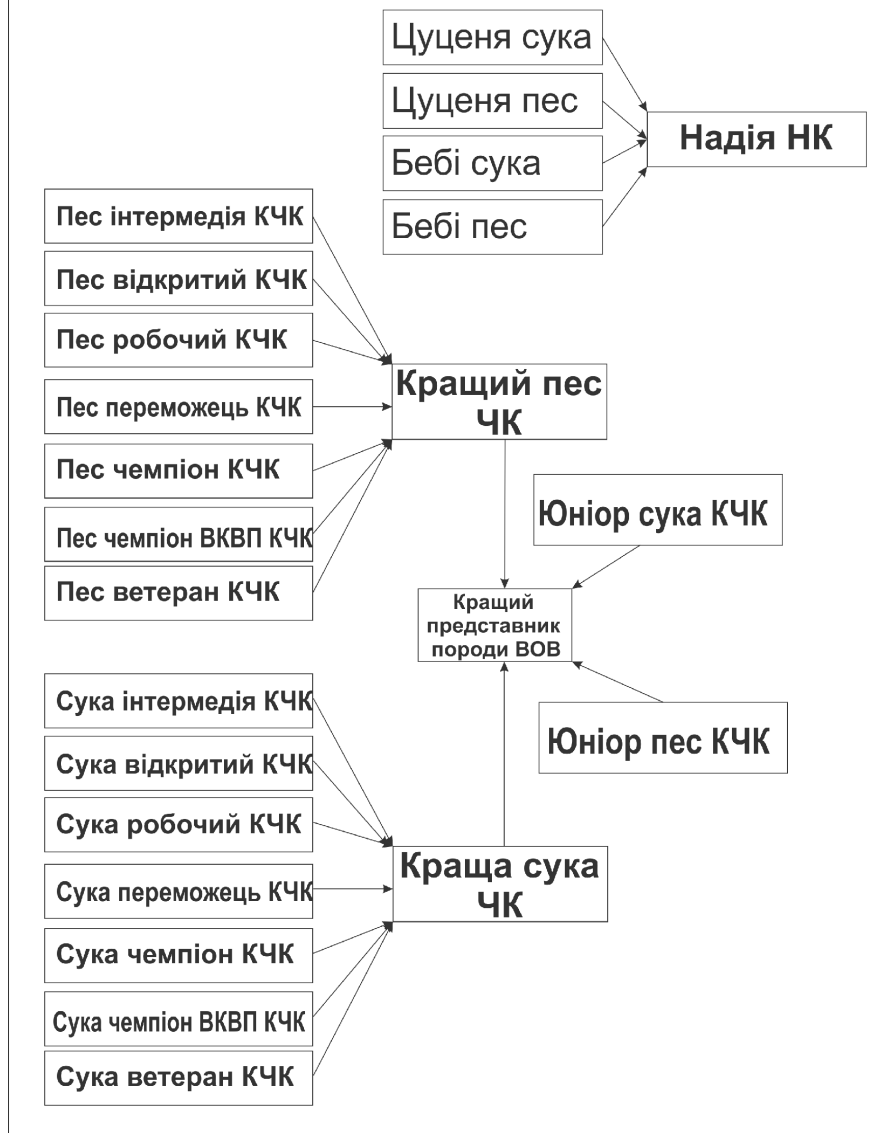 Цуценя сука
Цуценя пес
Бебі сука
Бебі пес
Надія НК
Пес інтермедія КЧК
Пес відкритий КЧК
Пес робочий КЧК
Пес переможець КЧК
Пес чемпіон КЧК
Пес чемпіон ВКВП КЧК
Пес ветеран КЧК
Кращий пес
ЧК
Юніор сука КЧК
Кращий
представник
породи ВОВ
Юніор пес КЧК
Сука інтермедія КЧК
Сука відкритий КЧК
Сука робочий КЧК
Сука переможець КЧК
Сука чемпіон КЧК
Сука чемпіон ВКВП КЧК
Сука ветеран КЧК
Краща сука
ЧК